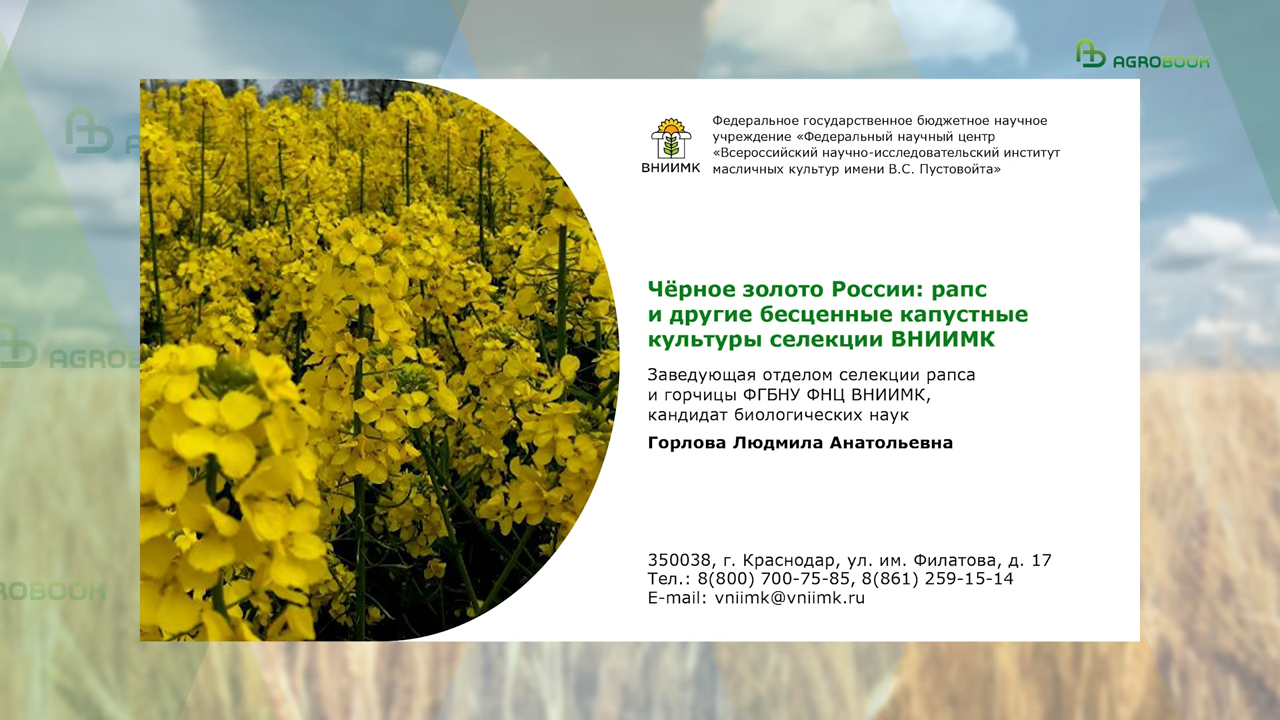 AGROBOOK
ВНИИМК
Федеральное государственное бюджетное научное
учреждение «Федеральный научный центр
«Всероссийский научно-исследовательский институт
масличных культур имени В.С. Пустовойта»
Чёрное золото России: рапс
и другие бесценные капустные
культуры селекции ВНИИМК
Заведующая отделом селекции рапса
и горчицы ФГБНУ ФНЦ ВНИИМК,
кандидат биологических наук
Горлова Людмила Анатольевна
350038, г. Краснодар, ул. им. Филатова, д. 17
Тел.: 8(800) 700-75-85, 8(861) 259-15-14
E-mail: vniimk@vniimk.ru